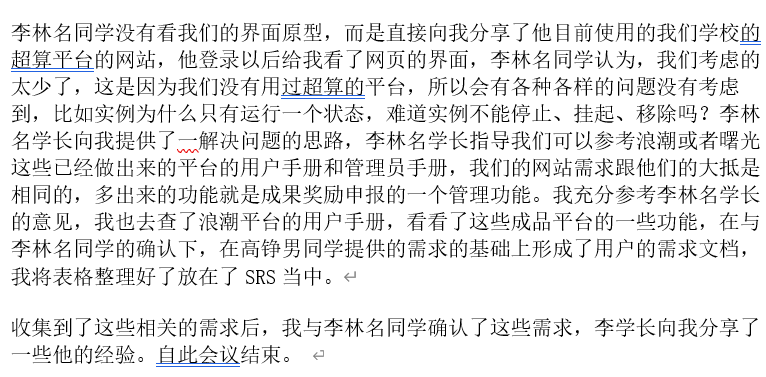 李林名同学没有看我们的界面原型，而是直接向我分享了他目前使用的我们学校的
超算平台的网站，他登录以后给我看了网页的界面，李林名同学认为，我们考虑的
太少了，这是因为我们没有用过超算的平台，所以会有各种各样的问题没有考虑
到，比如实例为什么只有运行一个状态，难道实例不能停止、挂起、移除吗？李林
名学长向我提供了一解决问题的思路，李林名学长指导我们可以参考浪潮或者曙光
这些已经做出来的平台的用户手册和管理员手册，我们的网站需求跟他们的大抵是
相同的，多出来的功能就是成果奖励申报的一个管理功能。我充分参考李林名学长
的意见，我也去查了浪潮平台的用户手册，看看了这些成品平台的一些功能，在与
李林名同学的确认下，在高铮男同学提供的需求的基础上形成了用户的需求文档，
我将表格整理好了放在了 SRS 当中。
收集到了这些相关的需求后，我与李林名同学确认了这些需求，李学长向我分享了
一些他的经验。自此会议结束。